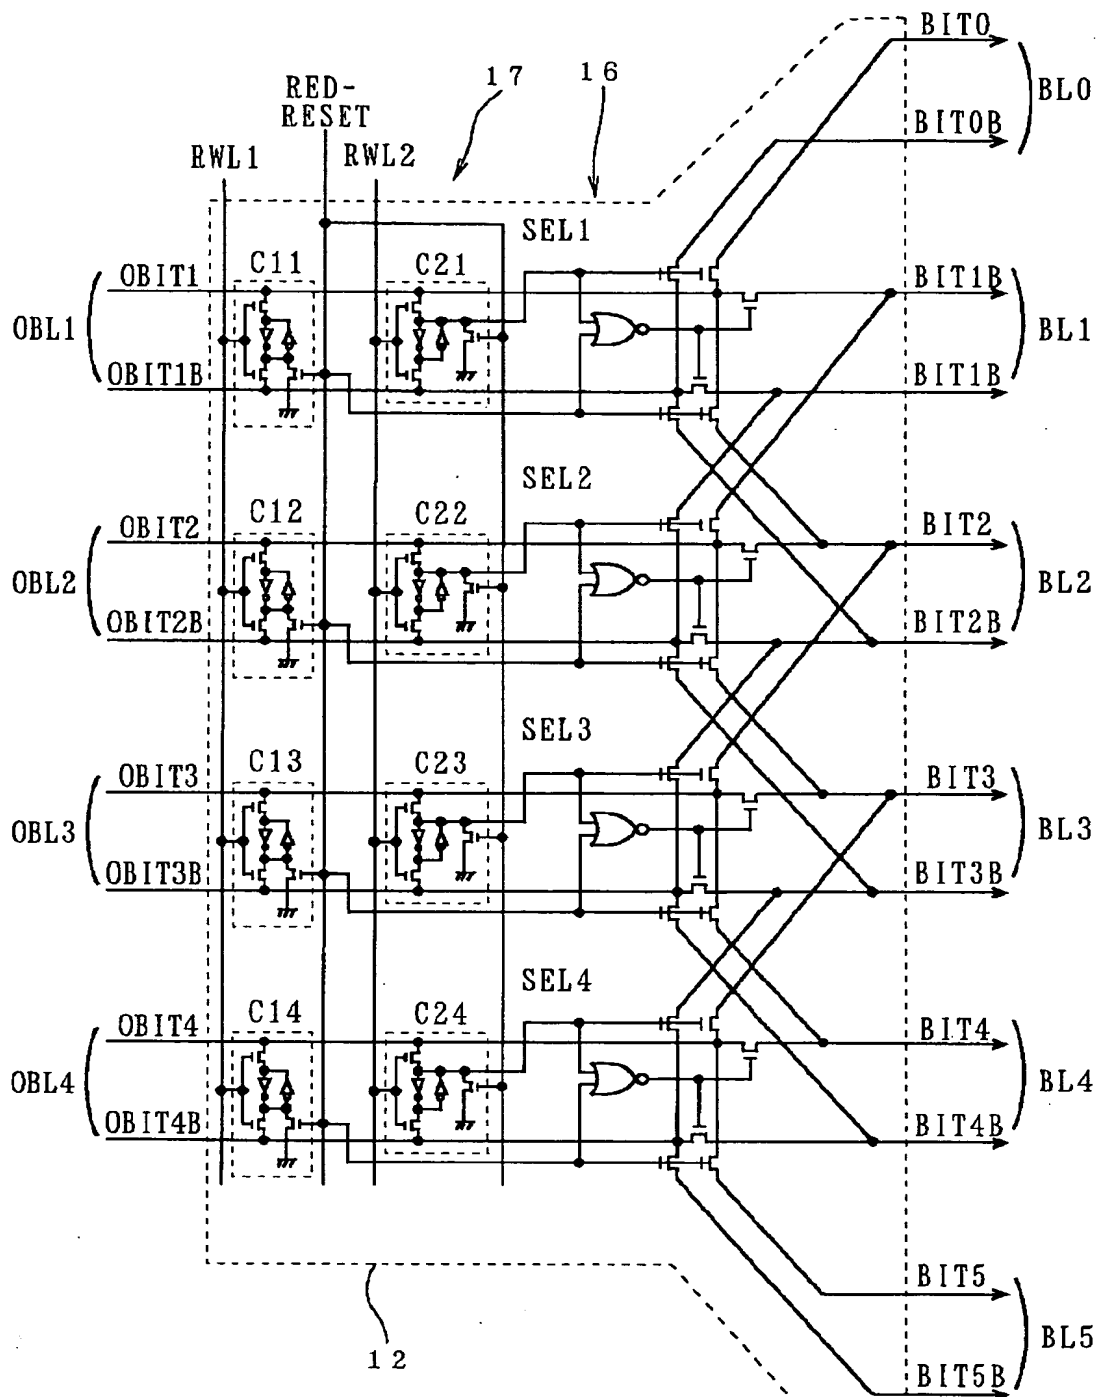 BIT0
17
16
RED-
RESET
BL0
BIT0B
RWL1
RWL2
SEL1
OBIT1
C11
C21
BIT1B
OBL1
BL1
OBIT1B
BIT1B
SEL2
OBIT2
C12
C22
BIT2
OBL2
BL2
OBIT2B
BIT2B
SEL3
OBIT3
C13
C23
BIT3
OBL3
BL3
OBIT3B
BIT3B
SEL4
OBIT4
C14
C24
BIT4
OBL4
BL4
OBIT4B
BIT4B
BIT5
12
BL5
BIT5B